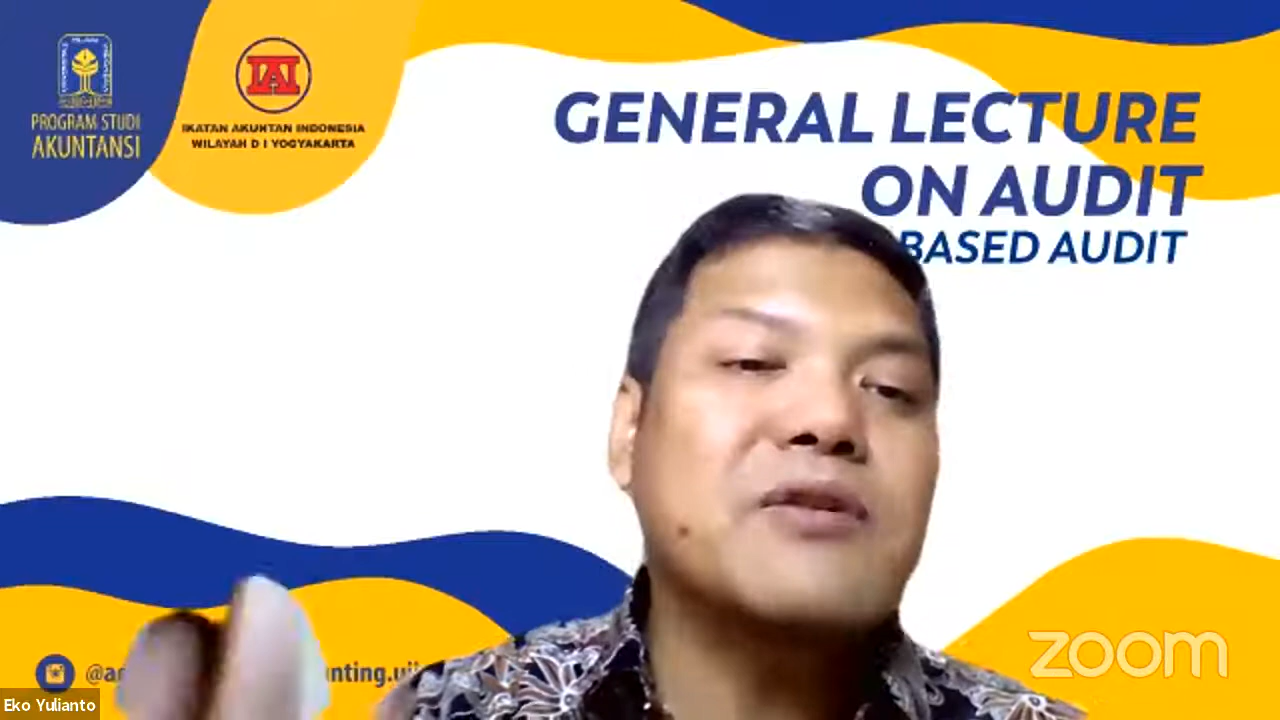 PROGRAM STUDI
AKUNTANSI
IAI
IKATAN AKUNTAN INDONESIA
WILAYAH D I YOGYAKARTA
GENERAL LECTURE
ON AUDIT
BASED AUDIT
zoom
Eko Yulianto